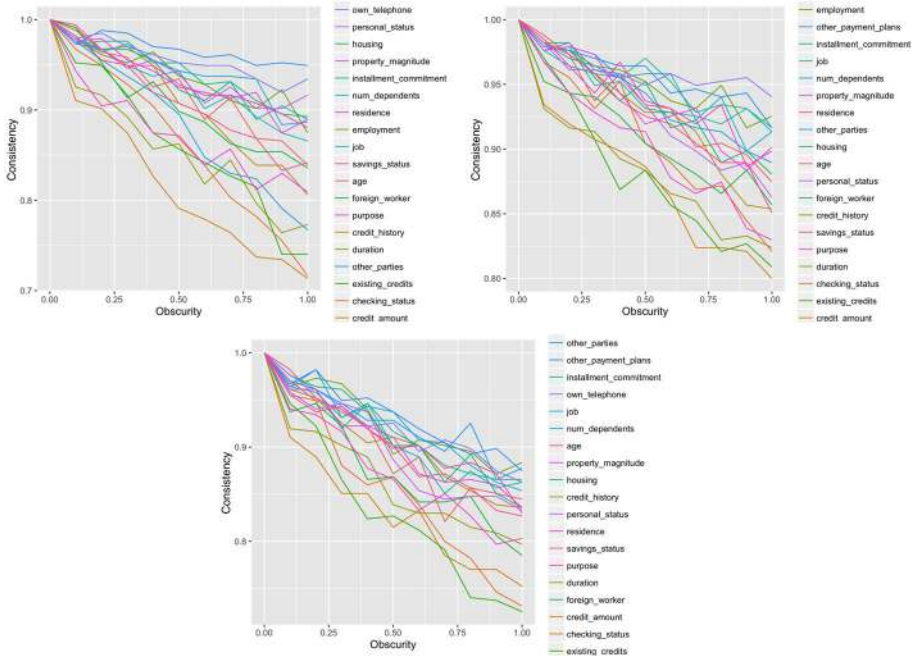 1.0
0.9
0.8
0.7
Consistency
0.00
0.25
0.50
0.75
1.00
Obscurity
own_telephone
personal_status
housing
property_magnitude
installment_commitment
num_dependents
residence
employment
job
savings_status
age
foreign_worker
purpose
credit_history
duration
other_parties
existing_credits
checking_status
credit_amount
1.00
0.95
0.90
0.85
0.80
Consistency
0.00
0.25
0.50
0.75
1.00
Obscurity
employment
other_payment_plans
installment_commitment
job
num_dependents
property_magnitude
residence
other_parties
housing
age
personal_status
foreign_worker
credit_history
savings_status
purpose
duration
checking_status
existing_credits
credit_amount
1.0
0.9
0.8
Consistency
0.00
0.25
0.50
0.75
1.00
Obscurity
other_parties
other_payment_plans
installment_commitment
own_telephone
job
num_dependents
age
property_magnitude
housing
credit_history
personal_status
residence
savings_status
purpose
duration
foreign_worker
credit_amount
checking_status
existing_credits